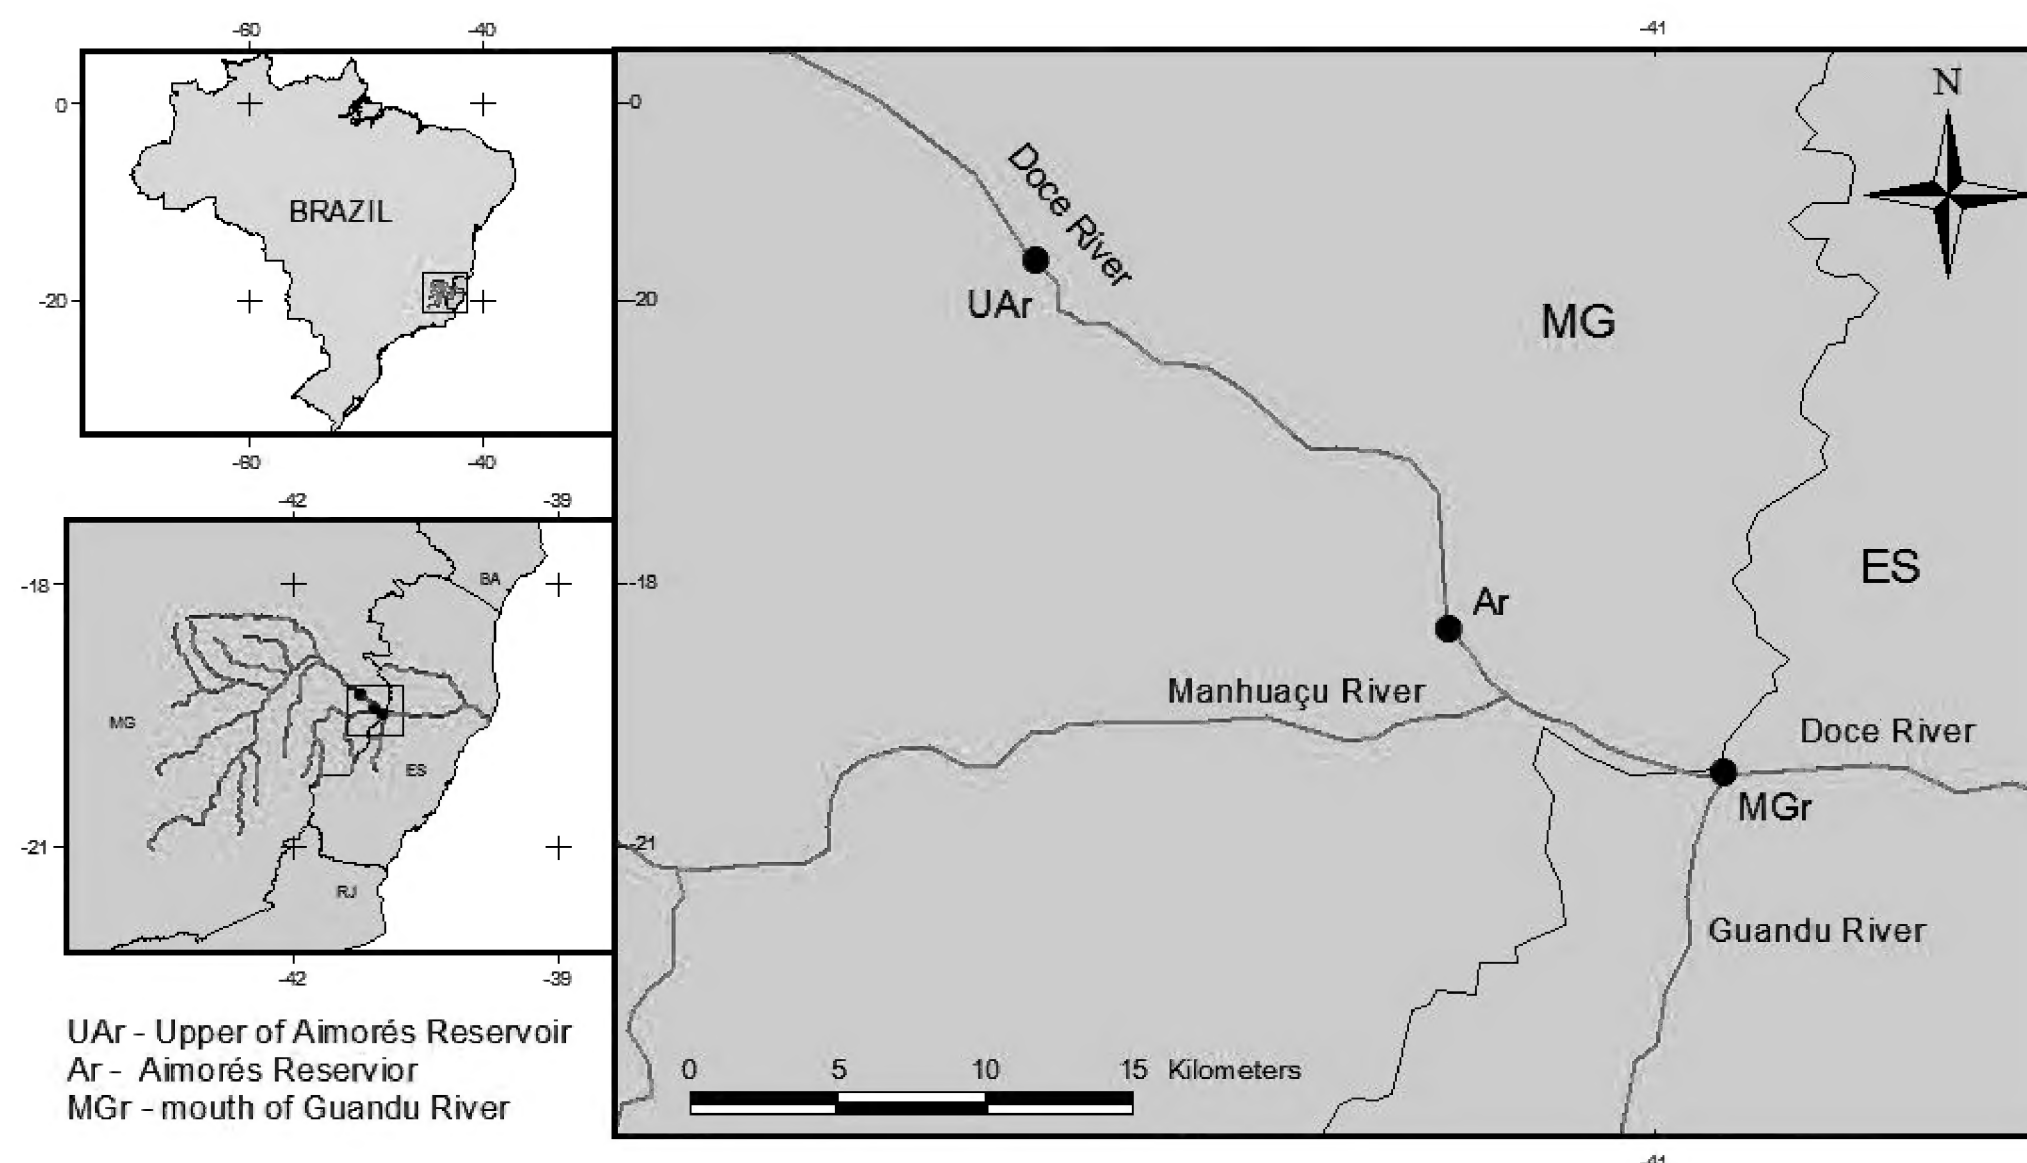 -60
-40
0
BRAZIL
-20
-60
-40
-42
-39
-18
BA
MG
ES
-21
RJ
-42
-39
UAr - Upper of Aimorés Reservoir
Ar - Aimorés Reservior
MGr - mouth of Guandu River
-41
N
-0
Doce River
UAr
-20
MG
ES
-18
Ar
Manhuaçu River
Doce River
MGr
-21
Guandu River
0 5 10 15 Kilometers
-41